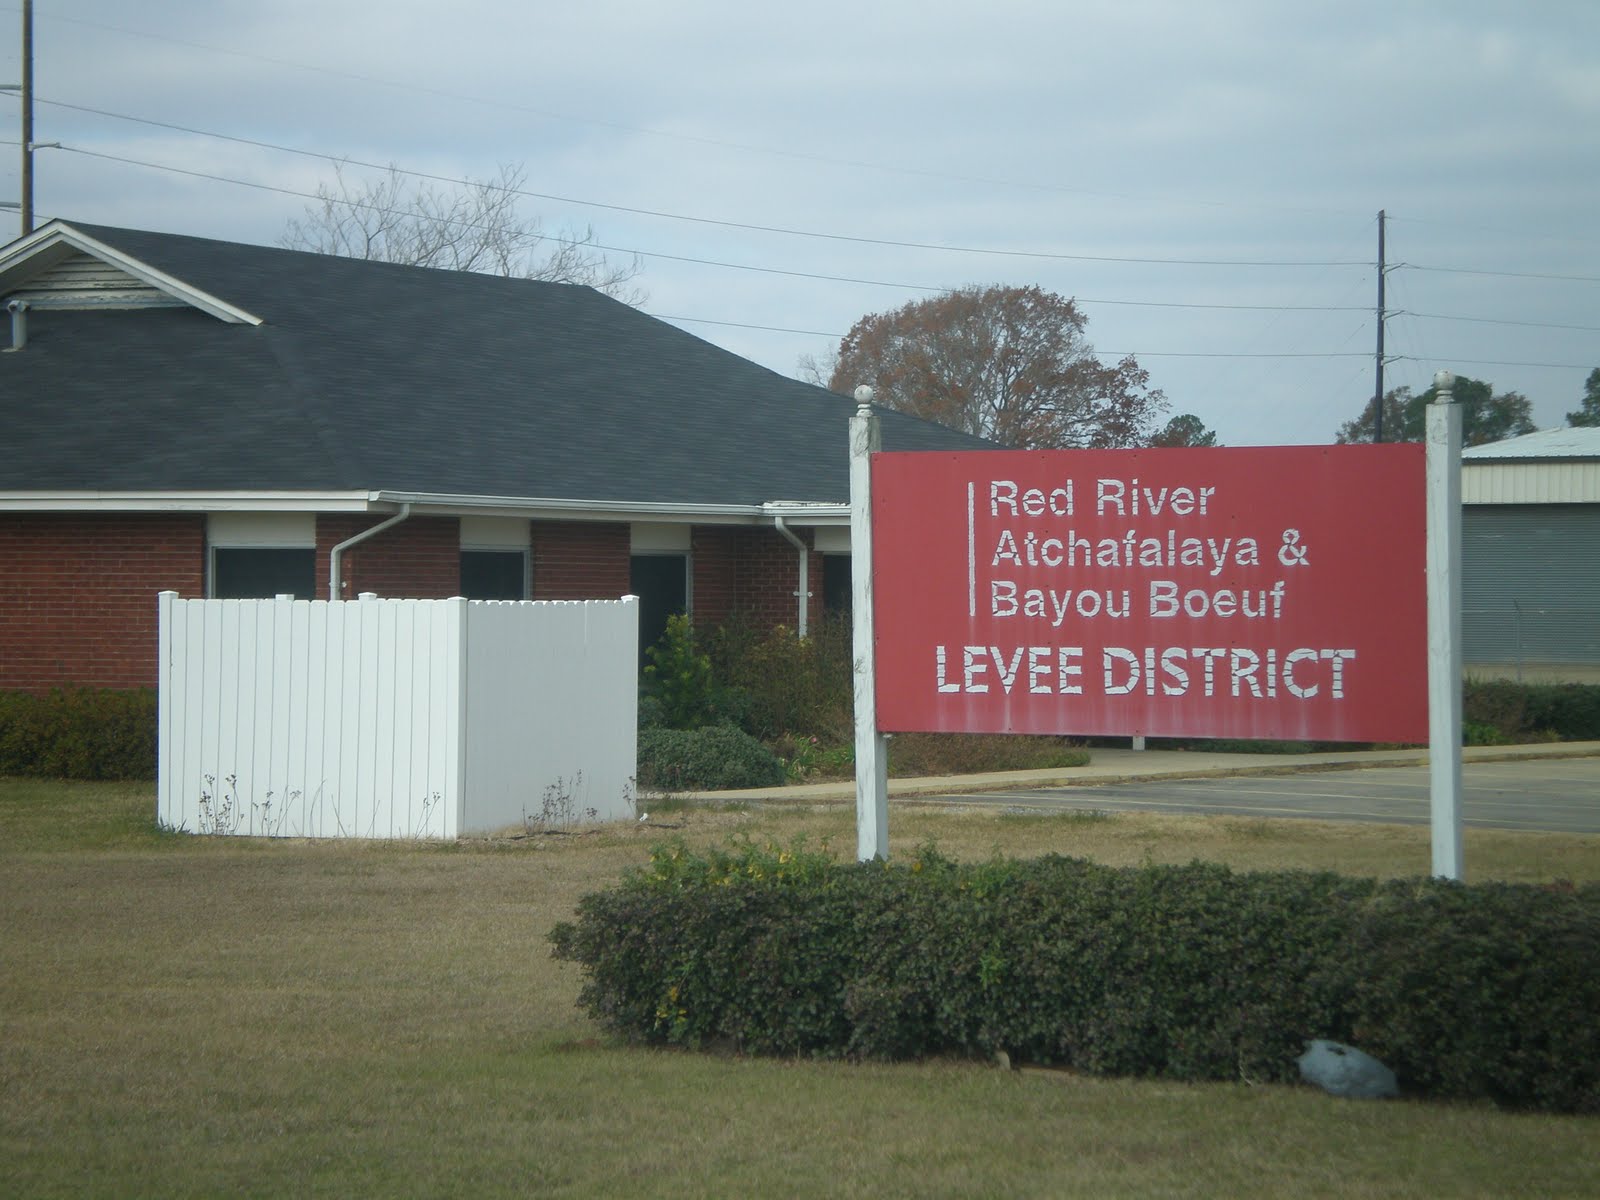 Red River
Atchafalaya &
Bayou Boeuf
LEVEE DISTRICT